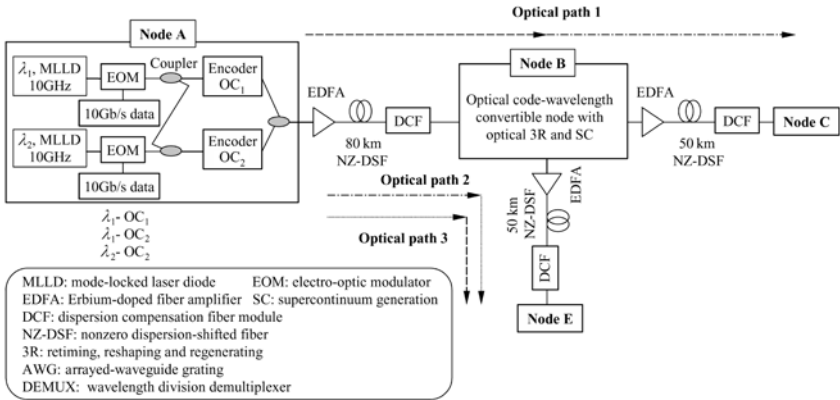 Optical path 1
Node A
λ1, MLLD
10GHz
EOM
Coupler
Encoder
OC1
10Gb/s data
λ2, MLLD
10GHz
EOM
Encoder
OC2
10Gb/s data
EDFA
80 km
NZ-DSF
DCF
Node B
Optical code-wavelength
convertible node with
optical 3R and SC
EDFA
50 km
NZ-DSF
DCF
Node C
Optical path 2
Optical path 3
EDFA
50 km
NZ-DSF
DCF
Node E
λ1- OC1
λ1- OC2
λ2- OC2
MLLD: mode-locked laser diode EOM: electro-optic modulator
EDFA: Erbium-doped fiber amplifier SC: supercontinuum generation
DCF: dispersion compensation fiber module
NZ-DSF: nonzero dispersion-shifted fiber
3R: retiming, reshaping and regenerating
AWG: arrayed-waveguide grating
DEMUX: wavelength division demultiplexer